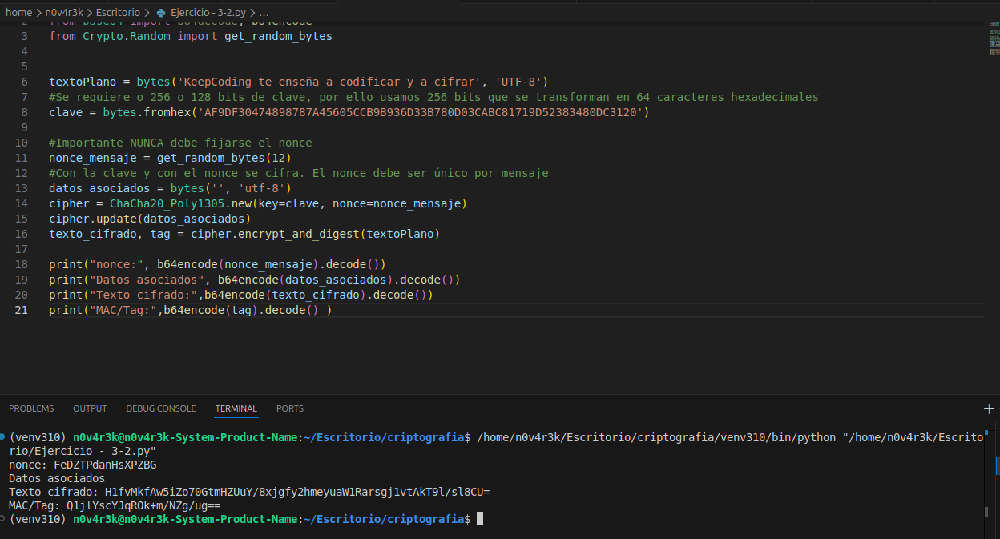 home > n0v4r3k > Escritorio > Ejercicio - 3-2.py > ...
2 from base64 import b64decode, b64encode
3 from Crypto.Random import get_random_bytes
4
5
6 textoPlano = bytes('KeepCoding te enseña a codificar y a cifrar', 'UTF-8')
7 #Se requiere o 256 o 128 bits de clave, por ello usamos 256 bits que se transforman en 64 caracteres hexadecimales
8 clave = bytes.fromhex('AF9DF30474898787A45605CCB9B936D33B780D03CABC81719D52383480DC3120')
9
10 #Importante NUNCA debe fijarse el nonce
11 nonce_mensaje = get_random_bytes(12)
12 #Con la clave y con el nonce se cifra. El nonce debe ser único por mensaje
13 datos_asociados = bytes('', 'utf-8')
14 cipher = ChaCha20_Poly1305.new(key=clave, nonce=nonce_mensaje)
15 cipher.update(datos_asociados)
16 texto_cifrado, tag = cipher.encrypt_and_digest(textoPlano)
17
18 print("nonce:", b64encode(nonce_mensaje).decode())
19 print("Datos asociados", b64encode(datos_asociados).decode())
20 print("Texto cifrado:",b64encode(texto_cifrado).decode())
21 print("MAC/Tag:",b64encode(tag).decode() )
PROBLEMS OUTPUT DEBUG CONSOLE TERMINAL PORTS
(venv310) n0v4r3k@n0v4r3k-System-Product-Name:~/Escritorio/criptografia$ /home/n0v4r3k/Escritorio/criptografia/venv310/bin/python "/home/n0v4r3k/Escrito
rio/Ejercicio - 3-2.py"
nonce: FeDZTPdanHsXPZBG
Datos asociados
Texto cifrado: H1fvMkfAw5iZo70GtmHZUuY/8xjgfy2hmeyuaW1Rarsgj1vtAkT9l/sl8CU=
MAC/Tag: Q1jlYscYJqROk+m/NZg/ug==
(venv310) n0v4r3k@n0v4r3k-System-Product-Name:~/Escritorio/criptografia$